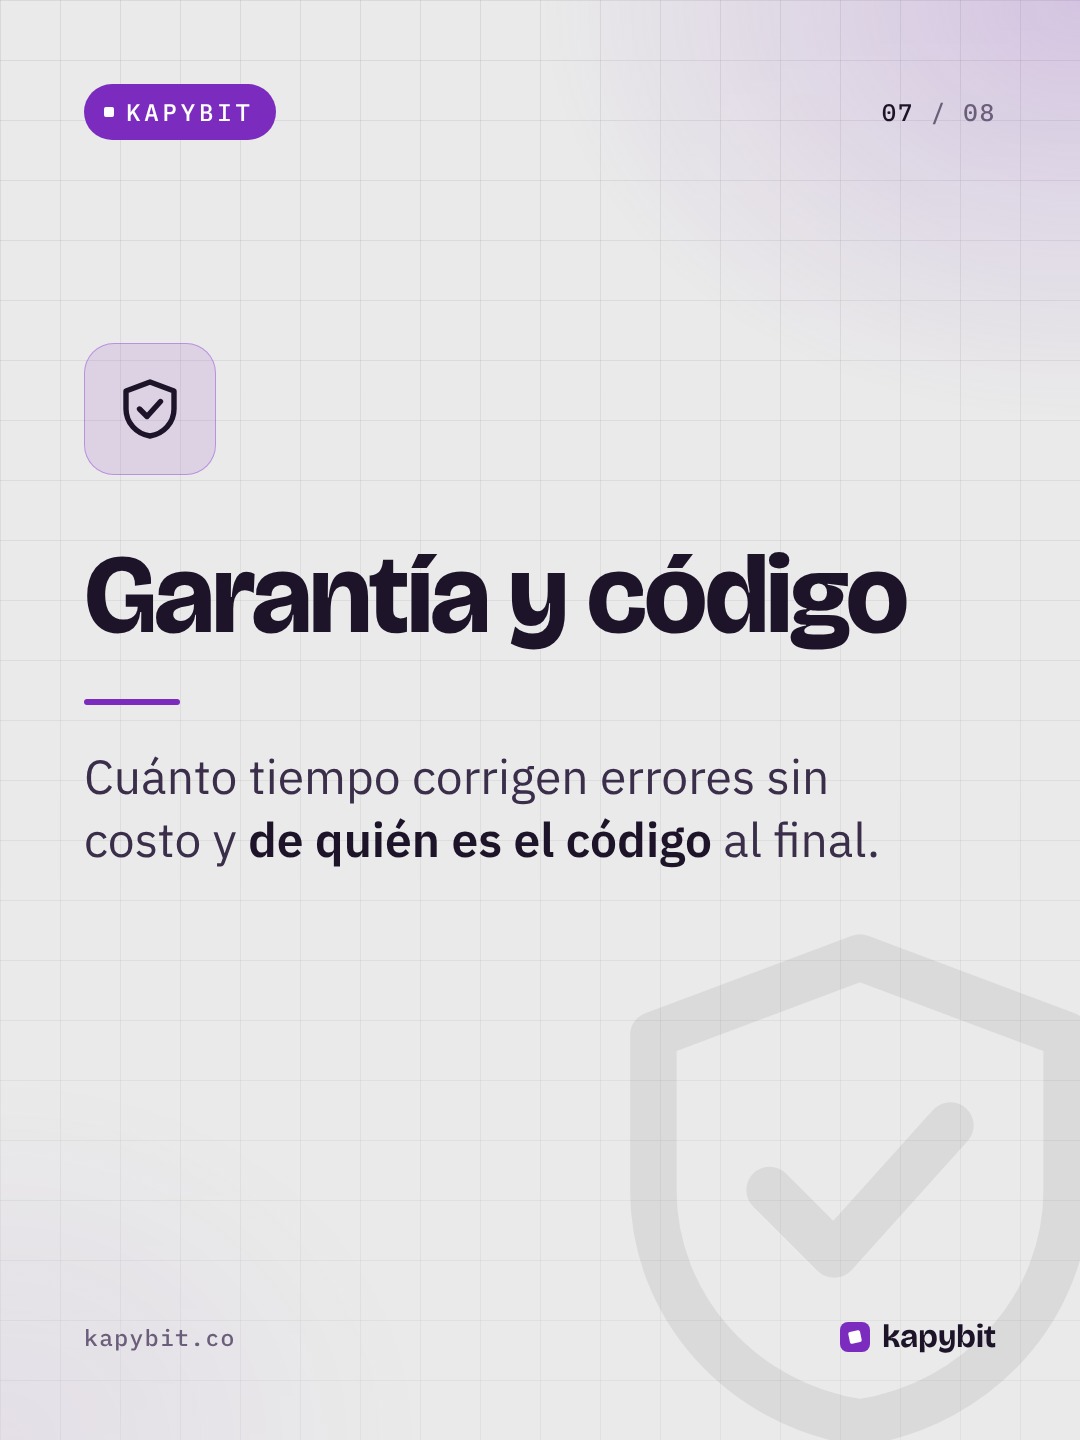 KAPYBIT
07 / 08
Garantía y código
Cuánto tiempo corrigen errores sin
costo y de quién es el código al final.
kapybit.co
kapybit